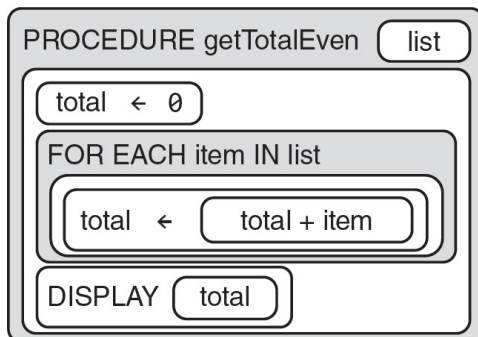 PROCEDURE getTotalEven list
total ← 0
FOR EACH item IN list
total ← total + item
DISPLAY total